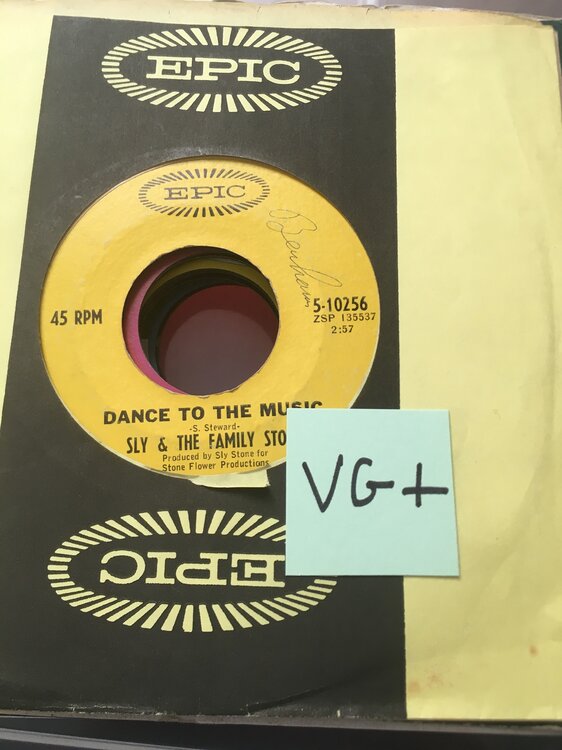 EPIC
EPIC
Benham
45 RPM
5-10256
ZSP 135537
2:57
DANCE TO THE MUSIC
-S. Steward-
SLY & THE FAMILY STO
Produced by Sly Stone for
Stone Flower Productions
VG+
EPIC